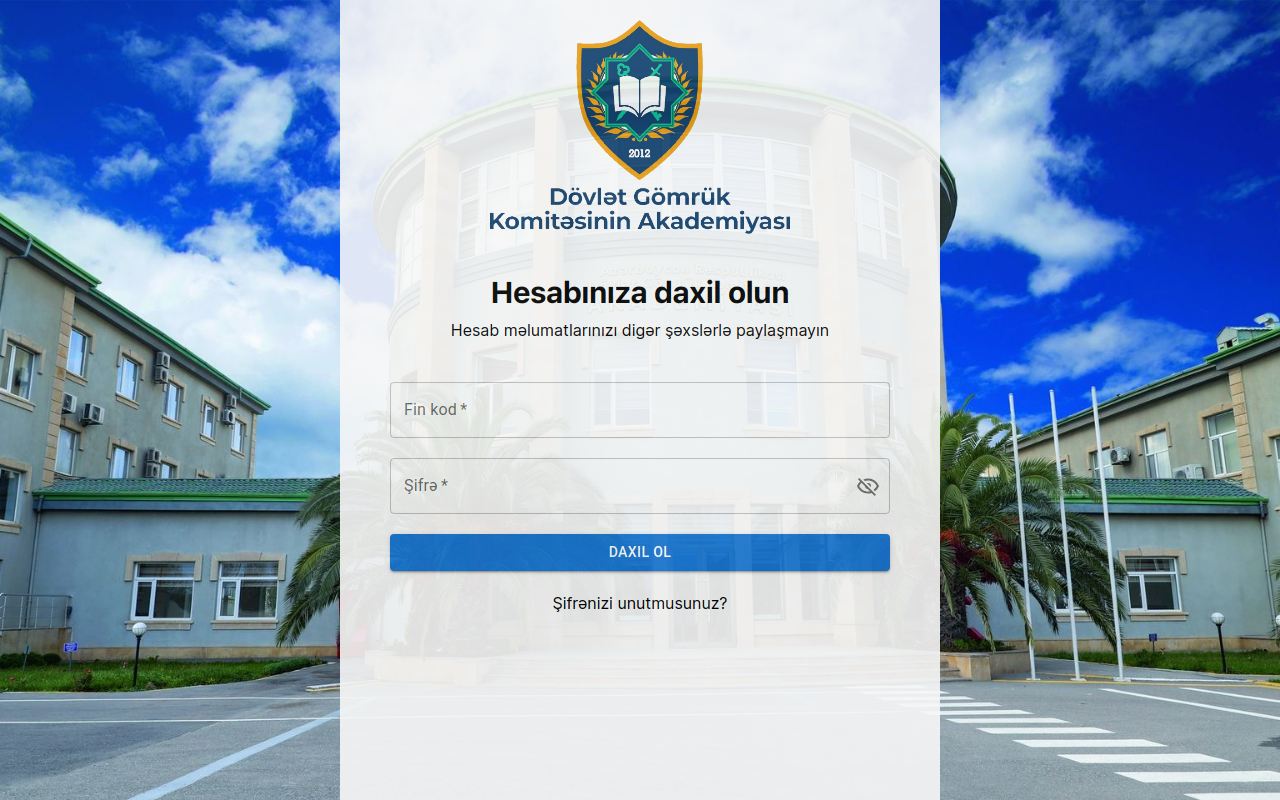 2012
Dövlət Gömrük
Komitəsinin Akademiyası
Hesabınıza daxil olun
Hesab məlumatlarınızı digər şəxslərlə paylaşmayın
Fin kod *
Şifrə *
DAXIL OL
Şifrənizi unutmusunuz?